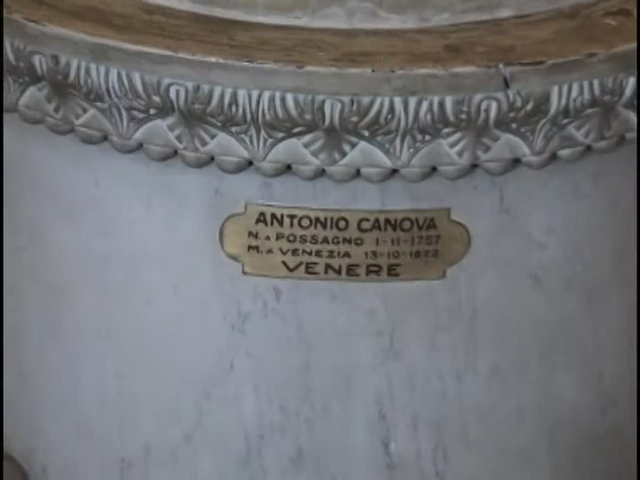 ANTONIO CANOVA
N. A POSSAGNO 1-11-1757
M. A VENEZIA 13-10-1822
VENERE